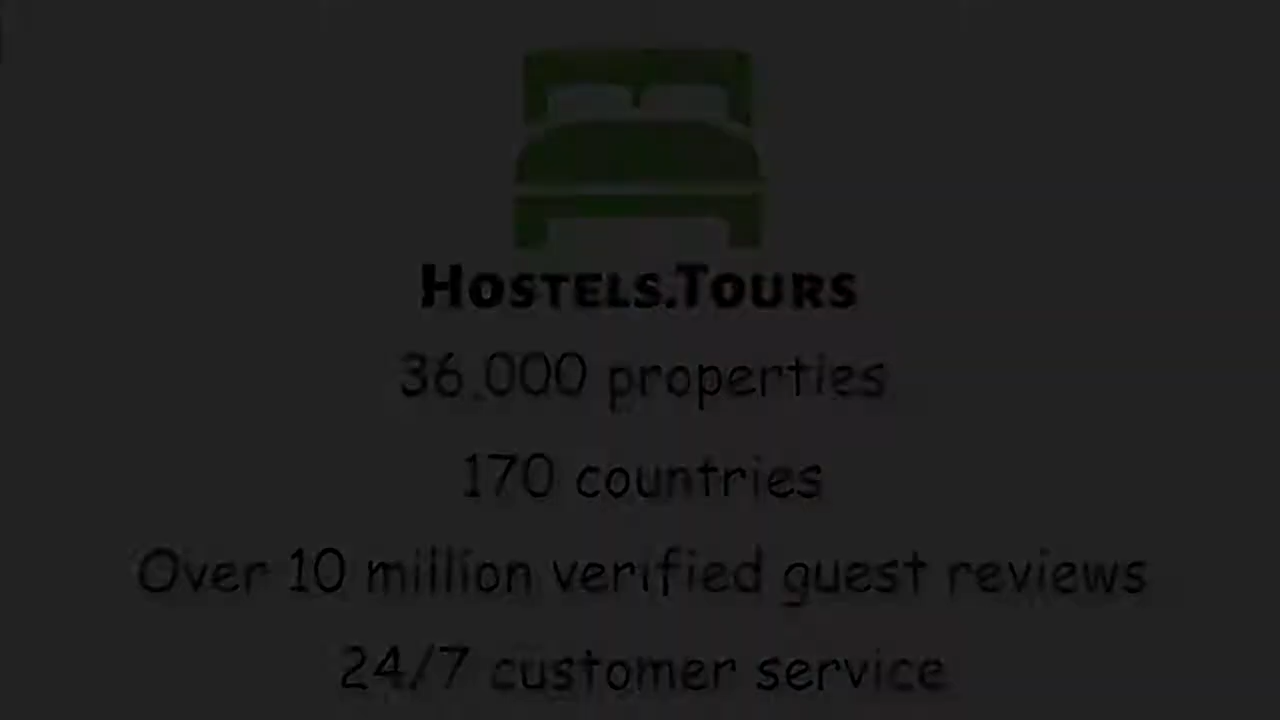 HOSTELS.TOURS
36.000 properties
170 countries
Over 10 million verified guest reviews
24/7 customer service